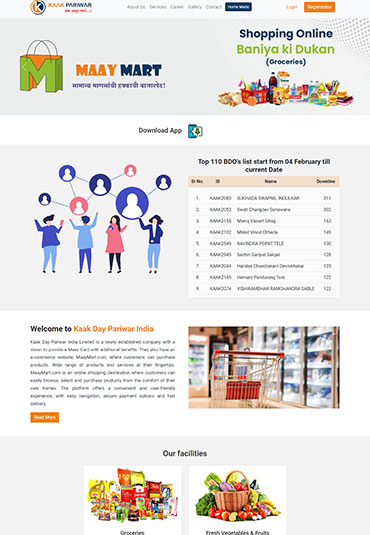 KAAK PARIWAR
About Us Services Career Gallery Contact Home Made Login Registration
Shopping Online
Baniya ki Dukan
(Groceries)
MAAY MART
सामान्य माणसांची हक्काची बाजारपेठ!
Download App
Top 110 BDO's list start from 04 February till
current Date
Sr No. ID Name Downline
1. KAAK2083 SUKHADA SWAPNIL INDULKAR 311
2. KAAK2053 Swati Changdev Sonawane 302
3. KAAK2155 Manoj Vasant Ohag 163
4. KAAK2102 Milind Vinod Chheda 149
5. KAAK2549 RAVINDRA POPAT TELE 130
6. KAAK2345 Sachin Ganpat Sakpal 128
7. KAAK2044 Haridas Chandrakant Devrukhakar 125
8. KAAK2165 Hemant Pandurang Ture 122
9. KAAK2074 VISHWAMBHAR RAMCHANDRA SABLE 122
Welcome to Kaak Day Pariwar India
Kaak Day Pariwar India Limited is a newly established company with a
vision to provide a Maay Card with additional benefits. They also have an
e-commerce website, MaayMart.com, where customers can purchase
products. Wide range of products and services at their fingertips.
MaayMart.com is an online shopping destination where customers can
easily browse, select and purchase products from the comfort of their
own homes. The platform offers a convenient and user-friendly
experience, with easy navigation, secure payment options and fast
delivery.
Read More
Our facilities
Groceries Fresh Vegetables & Fruits